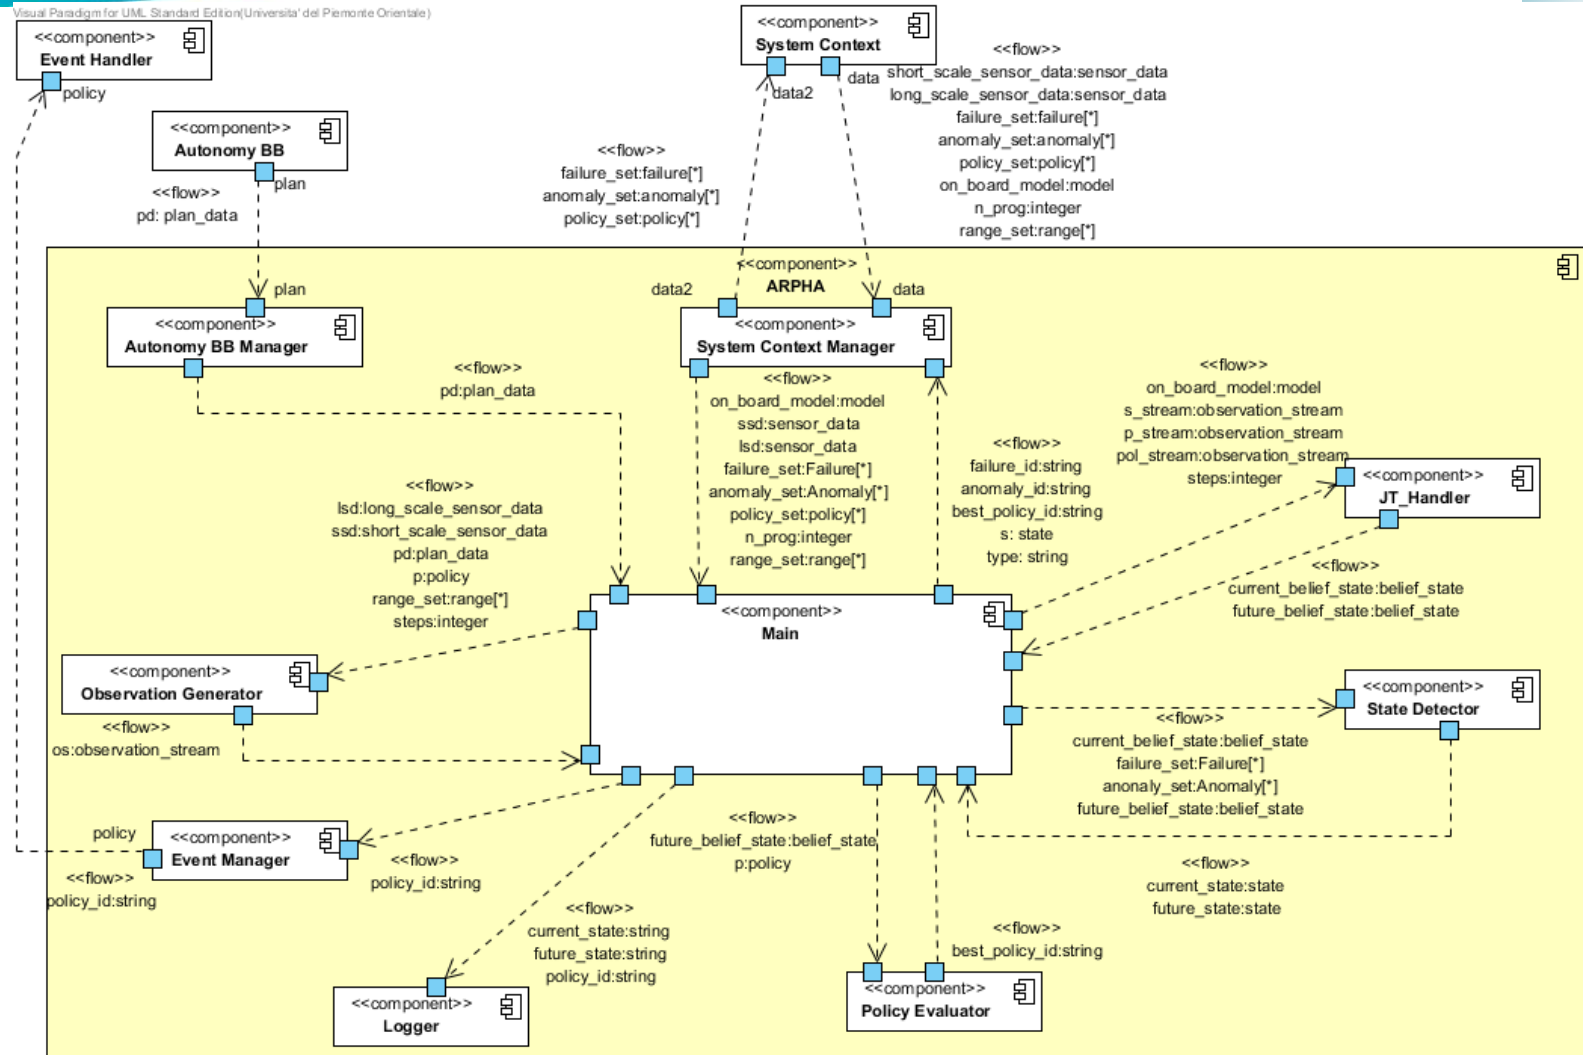 Visual Paradigm for UML Standard Edition(Universita' del Piemonte Orientale)
<<component>>
Event Handler
policy
<<component>>
System Context
data2
data
<<flow>>
short_scale_sensor_data:sensor_data
long_scale_sensor_data:sensor_data
failure_set:failure[*]
anomaly_set:anomaly[*]
policy_set:policy[*]
on_board_model:model
n_prog:integer
range_set:range[*]
<<component>>
Autonomy BB
plan
<<flow>>
pd: plan_data
<<flow>>
failure_set:failure[*]
anomaly_set:anomaly[*]
policy_set:policy[*]
<<component>>
ARPHA
plan
<<component>>
Autonomy BB Manager
data2
data
<<component>>
System Context Manager
<<flow>>
pd:plan_data
<<flow>>
on_board_model:model
ssd:sensor_data
lsd:sensor_data
failure_set:Failure[*]
anomaly_set:Anomaly[*]
policy_set:policy[*]
n_prog:integer
range_set:range[*]
<<flow>>
failure_id:string
anomaly_id:string
best_policy_id:string
s: state
type: string
<<flow>>
on_board_model:model
s_stream:observation_stream
p_stream:observation_stream
pol_stream:observation_stream
steps:integer
<<component>>
JT_Handler
<<flow>>
current_belief_state:belief_state
future_belief_state:belief_state
<<flow>>
lsd:long_scale_sensor_data
ssd:short_scale_sensor_data
pd:plan_data
p:policy
range_set:range[*]
steps:integer
<<component>>
Main
<<component>>
Observation Generator
<<flow>>
os:observation_stream
<<component>>
State Detector
<<flow>>
current_belief_state:belief_state
failure_set:Failure[*]
anonaly_set:Anomaly[*]
future_belief_state:belief_state
<<flow>>
current_state:state
future_state:state
policy
<<component>>
Event Manager
<<flow>>
policy_id:string
<<flow>>
policy_id:string
<<flow>>
future_belief_state:belief_state
p:policy
<<flow>>
current_state:string
future_state:string
policy_id:string
<<flow>>
best_policy_id:string
<<component>>
Logger
<<component>>
Policy Evaluator